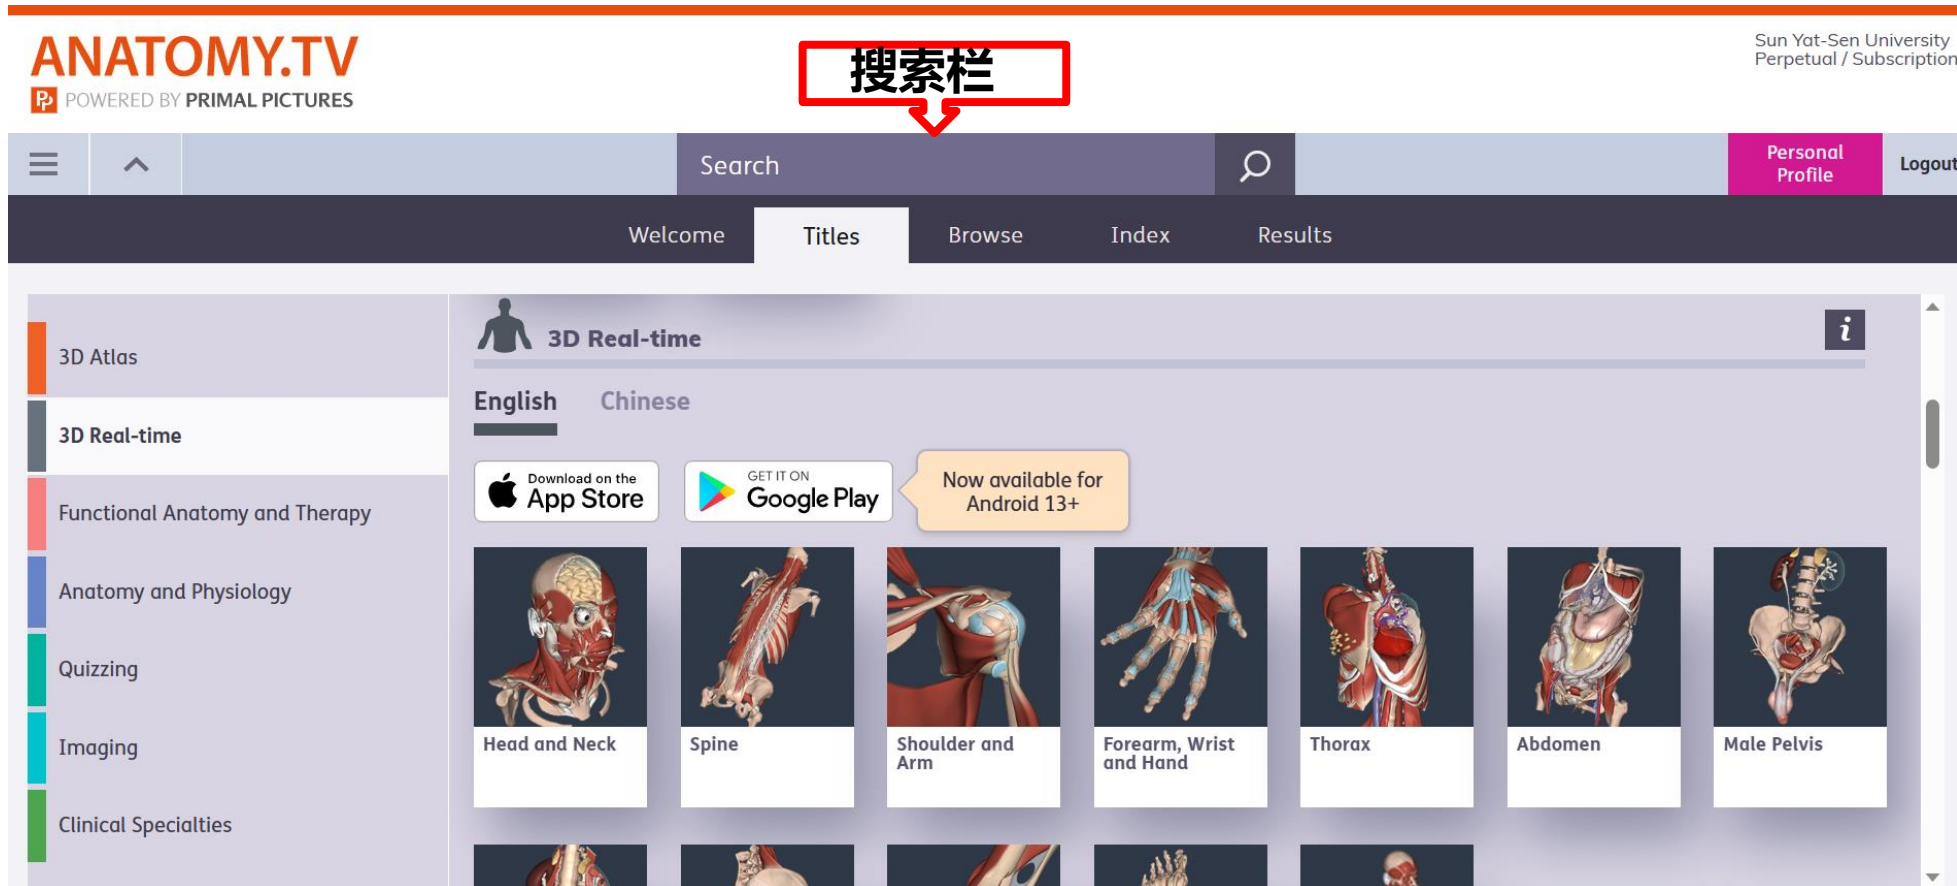 ANATOMY.TV
POWERED BY PRIMAL PICTURES
搜索栏
Sun Yat-Sen University
Perpetual / Subscription
Search
Personal
Profile
Logout
Welcome
Titles
Browse
Index
Results
3D Atlas
3D Real-time
Functional Anatomy and Therapy
Anatomy and Physiology
Quizzing
Imaging
Clinical Specialties
3D Real-time
i
English
Chinese
Download on the
App Store
GET IT ON
Google Play
Now available for
Android 13+
Head and Neck
Spine
Shoulder and
Arm
Forearm, Wrist
and Hand
Thorax
Abdomen
Male Pelvis